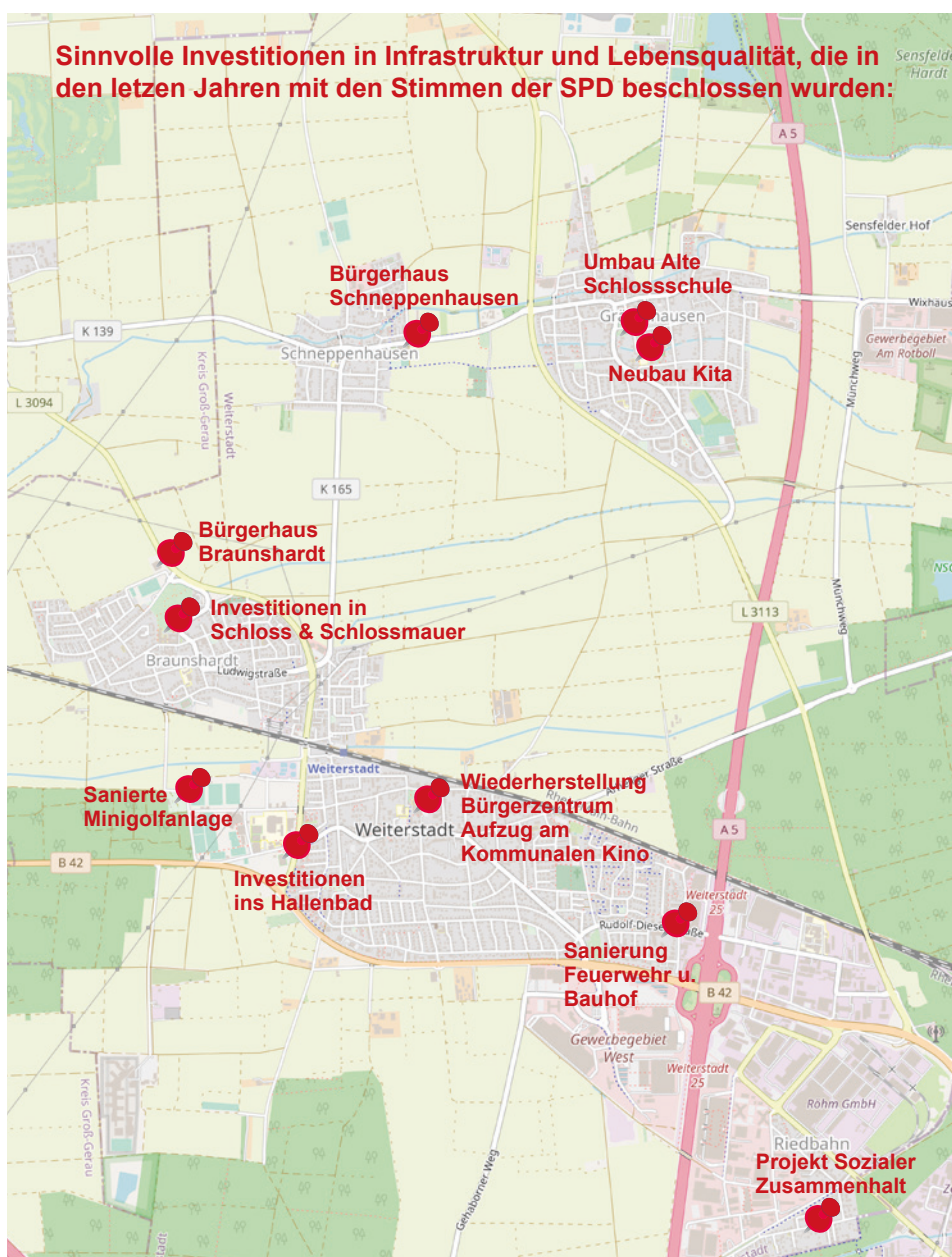 Sinnvolle Investitionen in Infrastruktur und Lebensqualität, die in
den letzen Jahren mit den Stimmen der SPD beschlossen wurden:
Sensfelder
Hardt
A 5
Sensfelder Hof
Bürgerhaus
Schneppenhausen
Umbau Alte
Schlossschule
Wixhaus
K 139
Schneppenhausen
Neubau Kita
Gewerbegebiet
Am Rotböll
Münchweg
Kreis Groß-Gerau
Weiterstadt
L 3094
K 165
Bürgerhaus
Braunshardt
NSG
Münchweg
L 3113
Investitionen in
Schloss & Schlossmauer
Braunshardt
Ludwigstraße
Weiterstadt
Sanierte
Minigolfanlage
Wiederherstellung
Bürgerzentrum
Aufzug am
Kommunalen Kino
Straße
Weiterstadt
A 5
B 42
Investitionen
ins Hallenbad
Weiterstadt
25
Sanierung
Feuerwehr u.
Bauhof
B 42
Gewerbegebiet
West
Weiterstadt
25
Kreis Groß-Gerau
Röhm GmbH
Riedbahn
Gehaborner Weg
Projekt Sozialer
Zusammenhalt